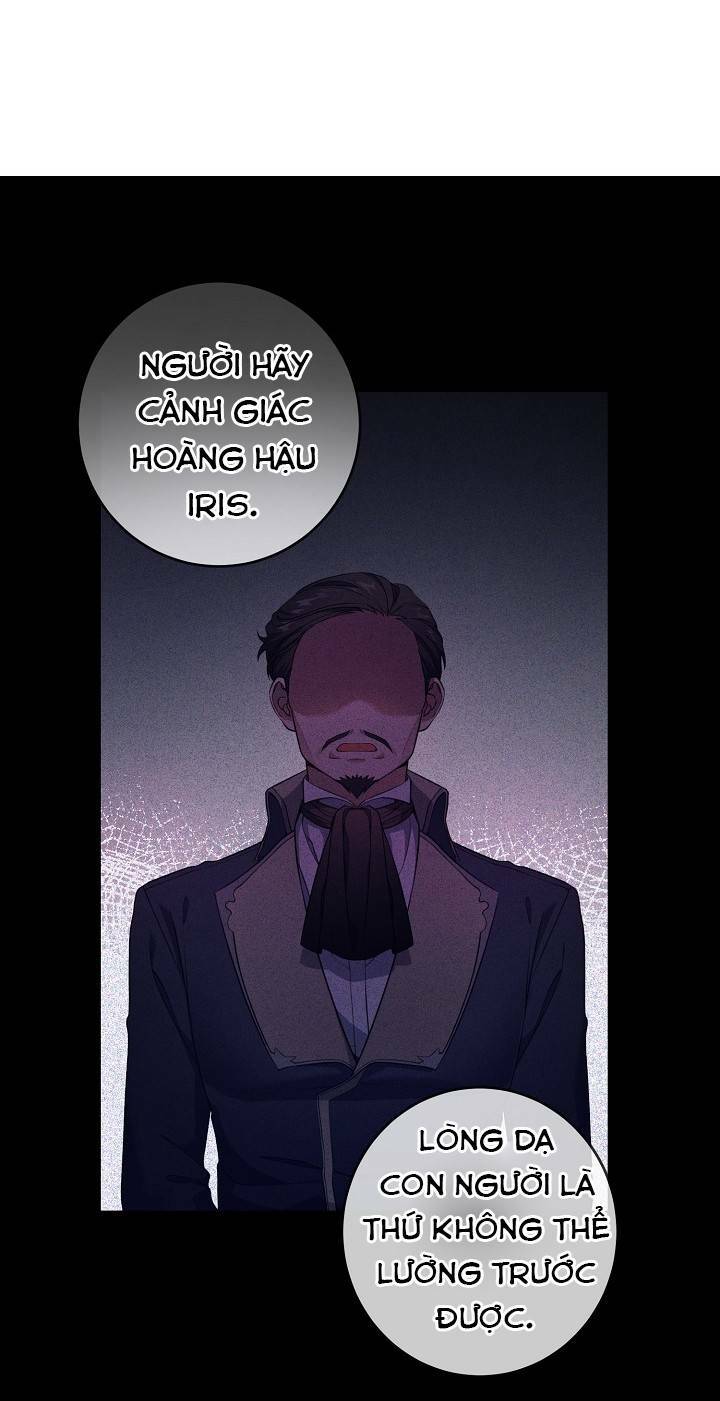 NGƯỜI HÃY
CẢNH GIÁC
HOÀNG HẬU
IRIS.
LÒNG DẠ
CON NGƯỜI LÀ
THỨ KHÔNG THỂ
LƯỜNG TRƯỚC
ĐƯỢC.